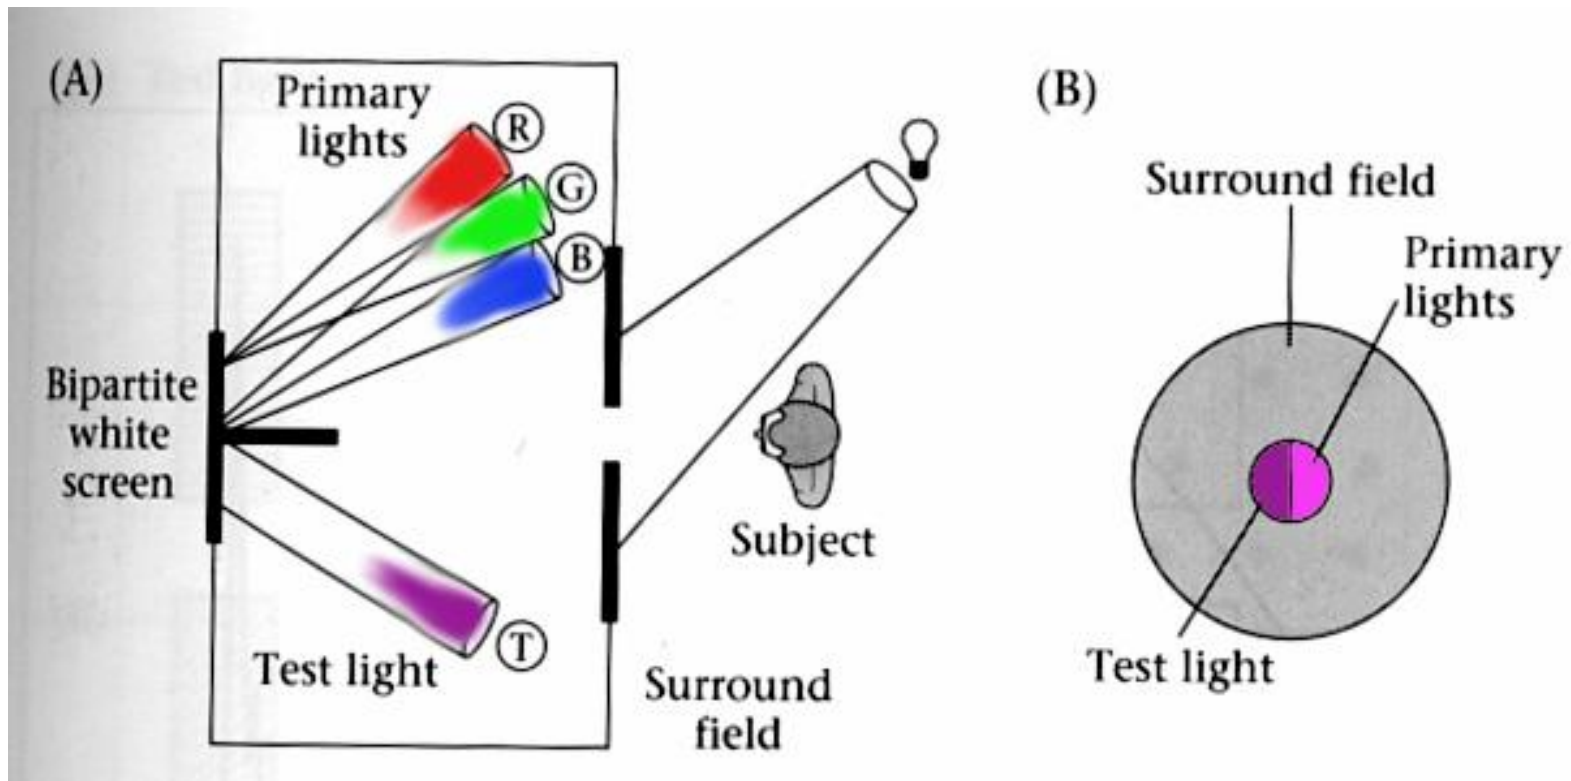 (A)
Primary
lights
R
G
B
Bipartite
white
screen
Test light
T
Subject
Surround
field
(B)
Surround field
Primary
lights
Test light